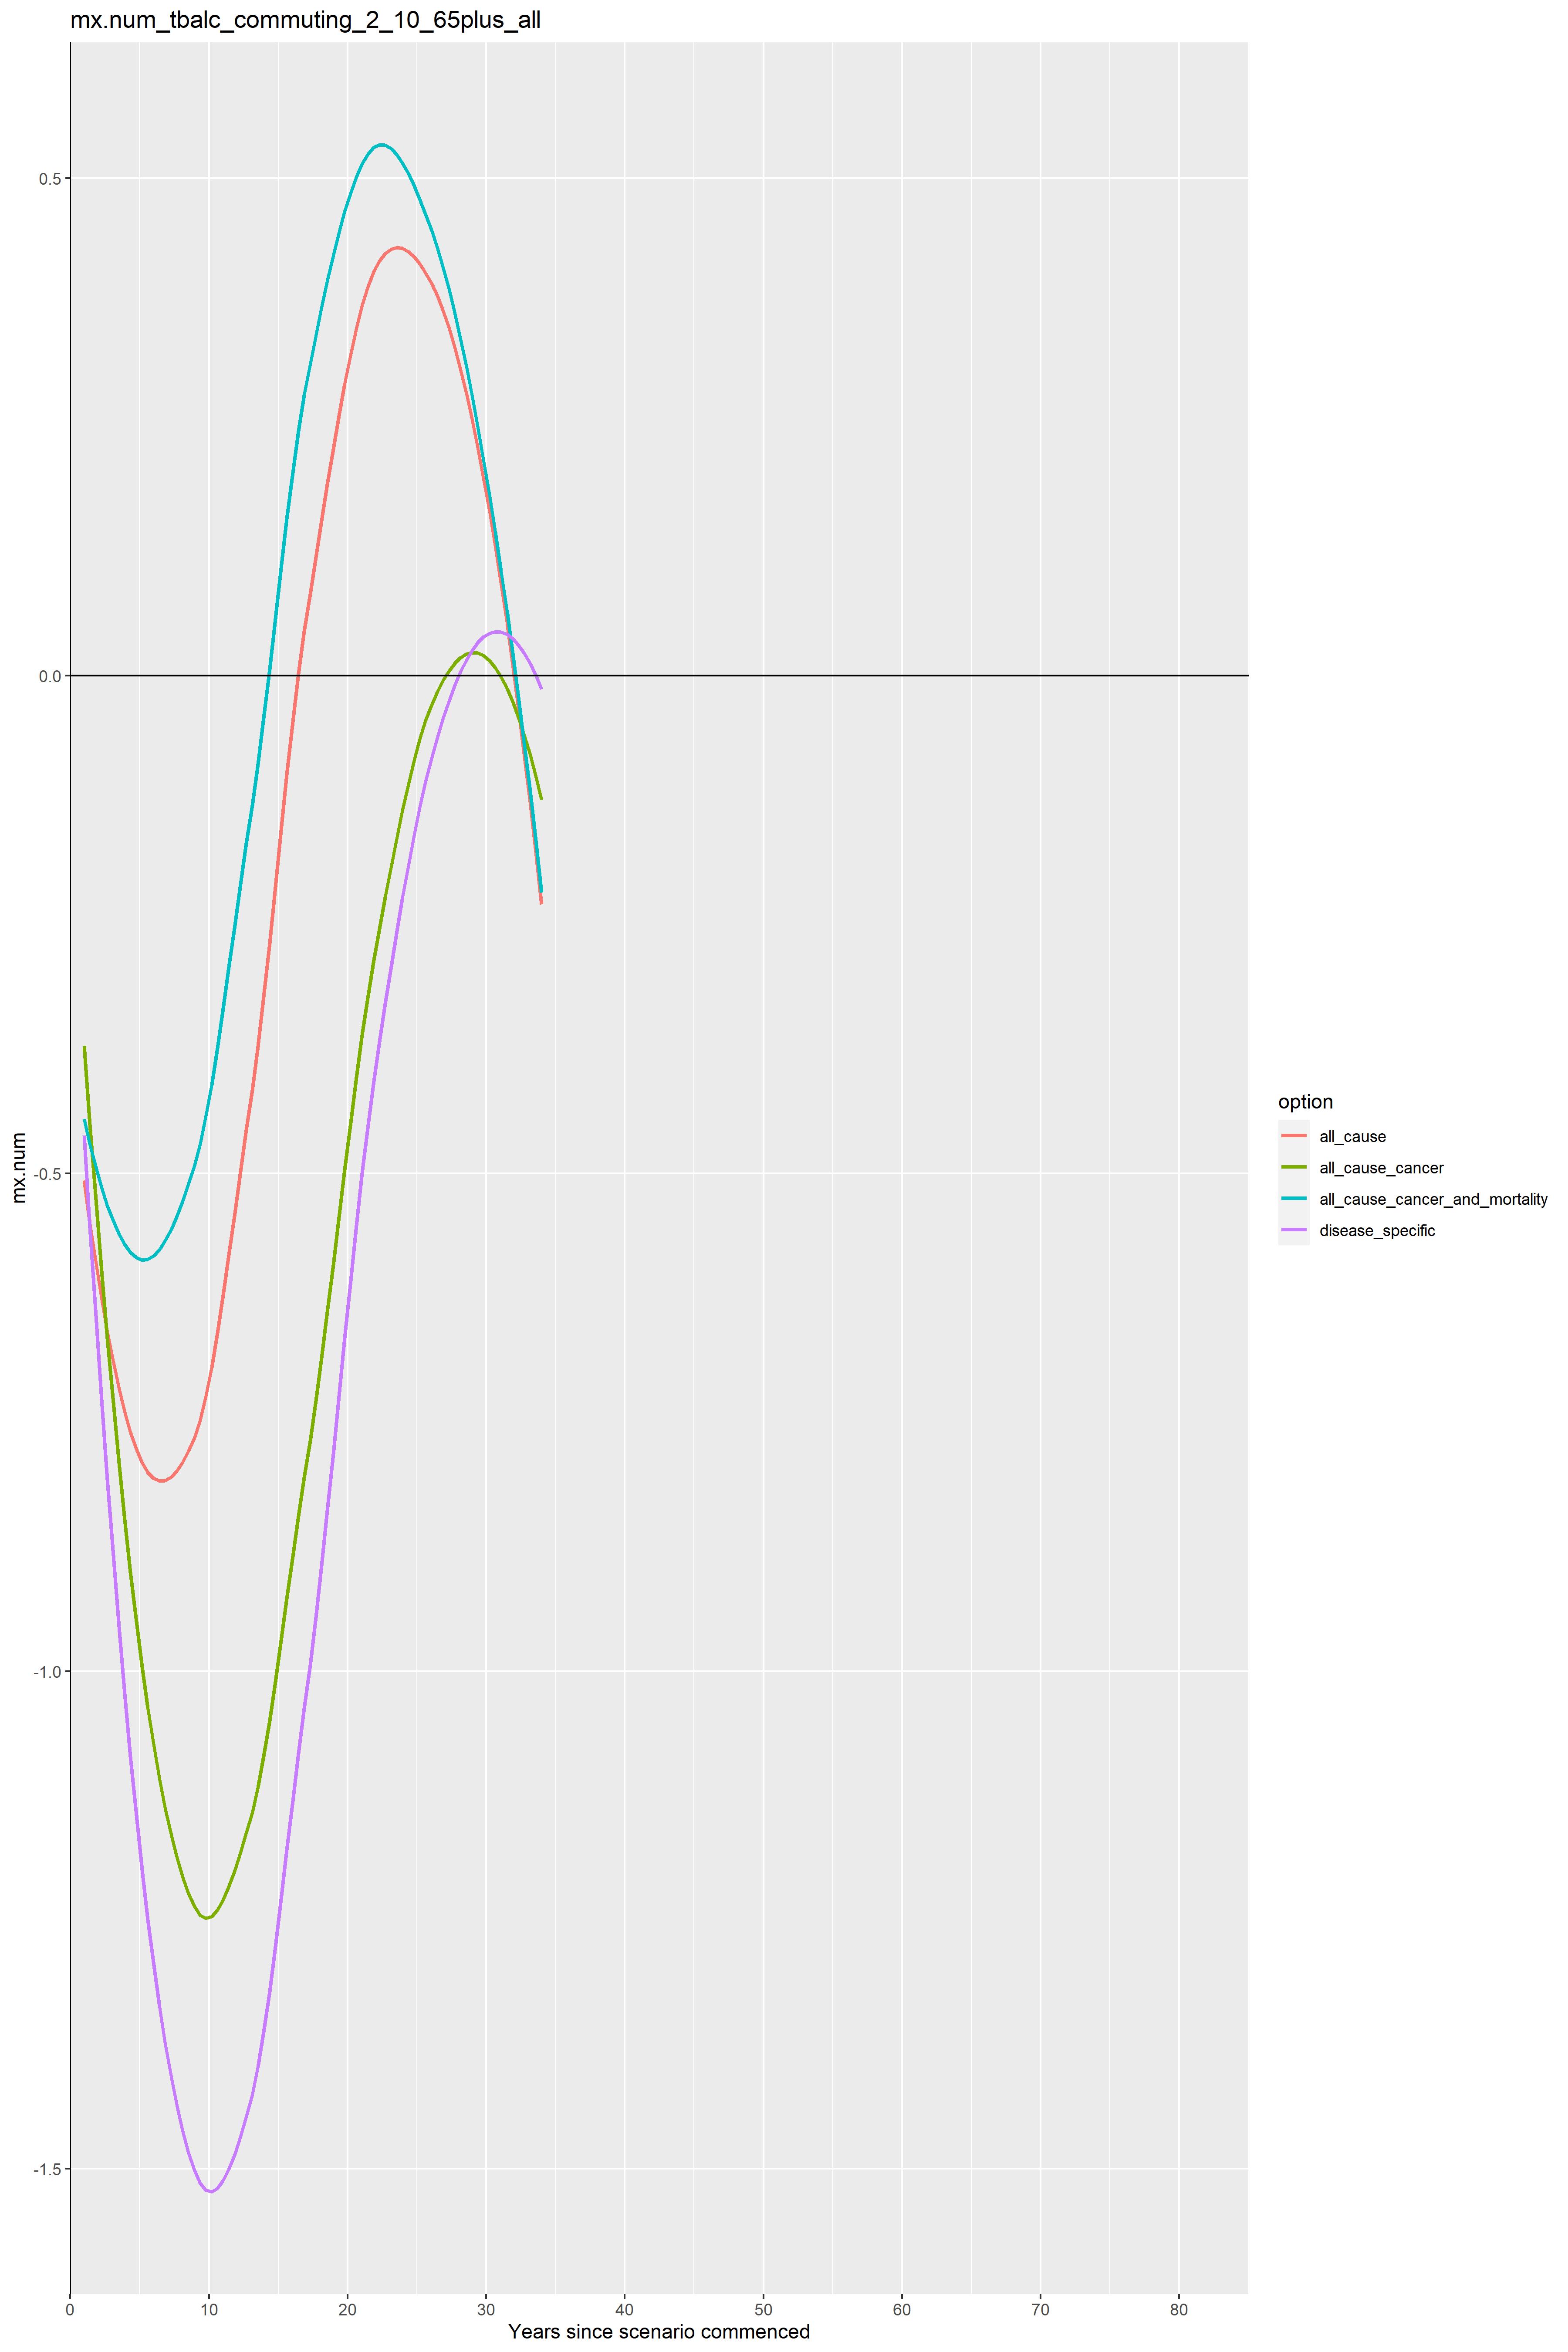 mx.num_tbalc_commuting_2_10_65plus_all
0.5
0.0
-0.5
-1.0
-1.5
mx.num
0
10
20
30
40
50
60
70
80
Years since scenario commenced
option
all_cause
all_cause_cancer
all_cause_cancer_and_mortality
disease_specific